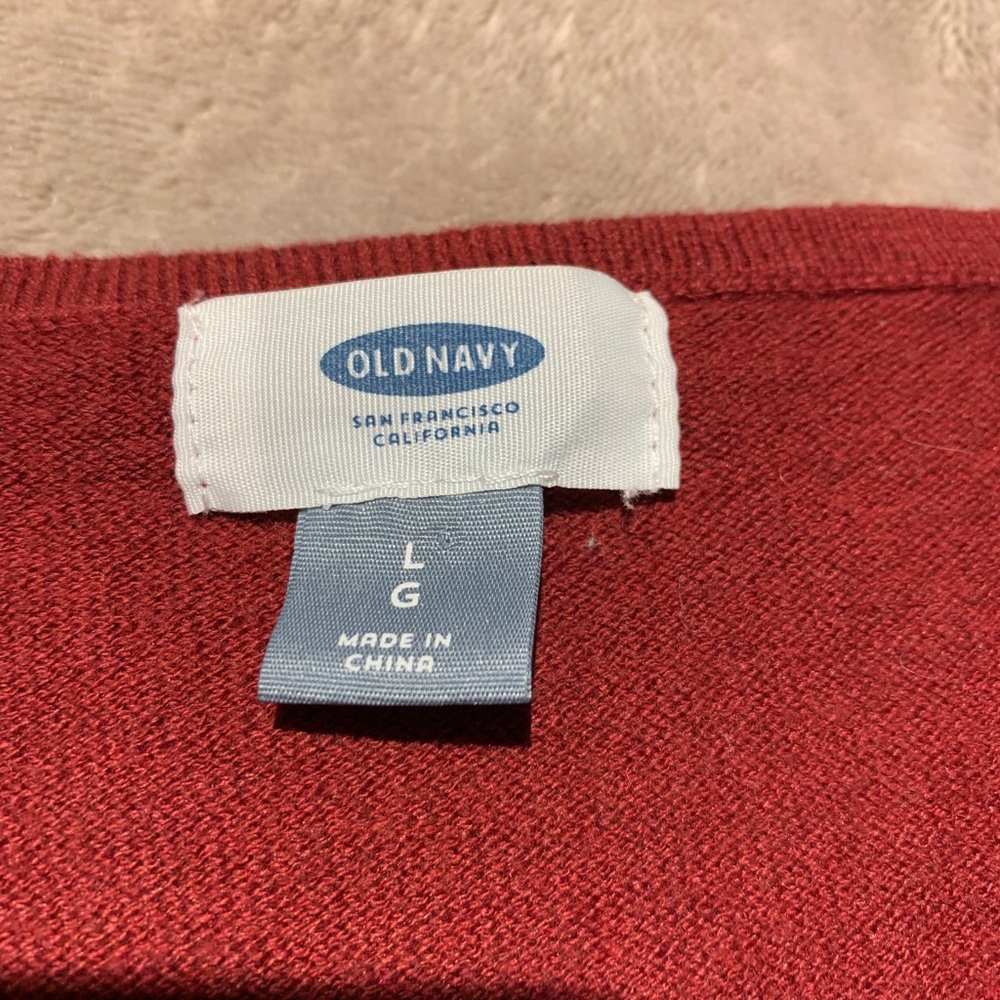 OLD NAVY
SAN FRANCISCO
CALIFORNIA
L
G
MADE IN
CHINA